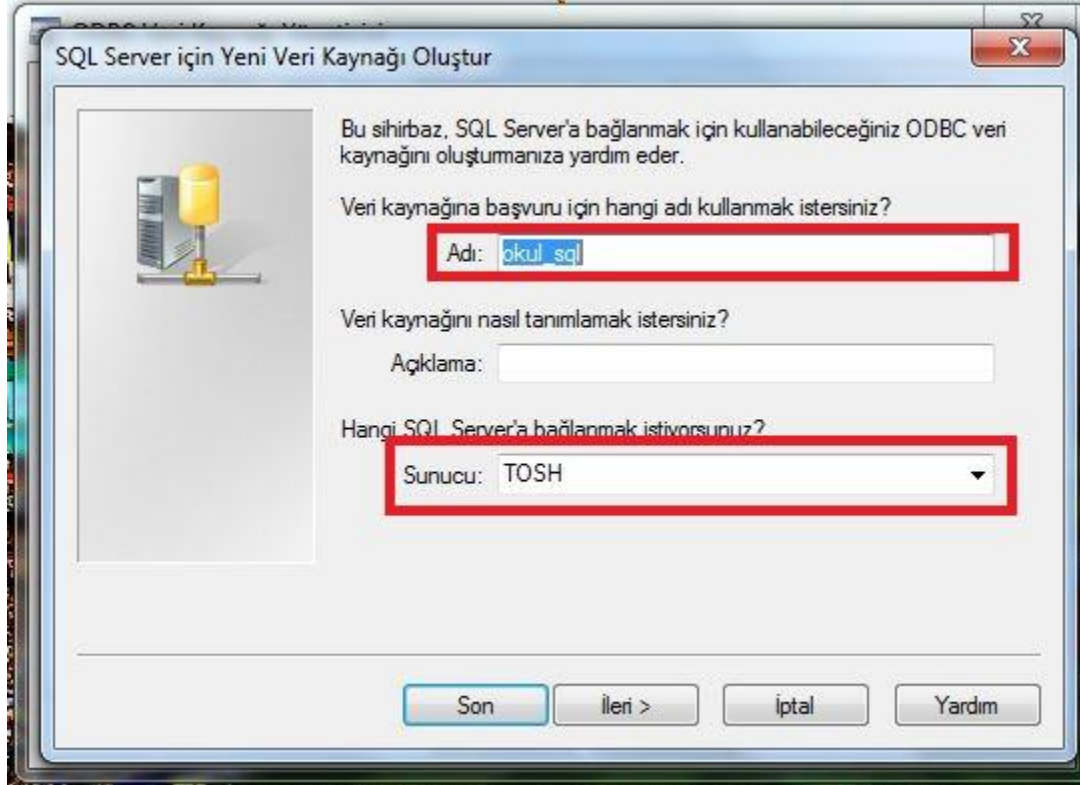 SQL Server için Yeni Veri Kaynağı Oluştur
Bu sihirbaz, SQL Server'a bağlanmak için kullanabileceğiniz ODBC veri
kaynağını oluşturmanıza yardım eder.
Veri kaynağına başvuru için hangi adı kullanmak istersiniz?
Adı: okul_sql
Veri kaynağını nasıl tanımlamak istersiniz?
Açıklama:
Hangi SQL Server'a bağlanmak istiyorsunuz?
Sunucu: TOSH
Son
İleri >
İptal
Yardım